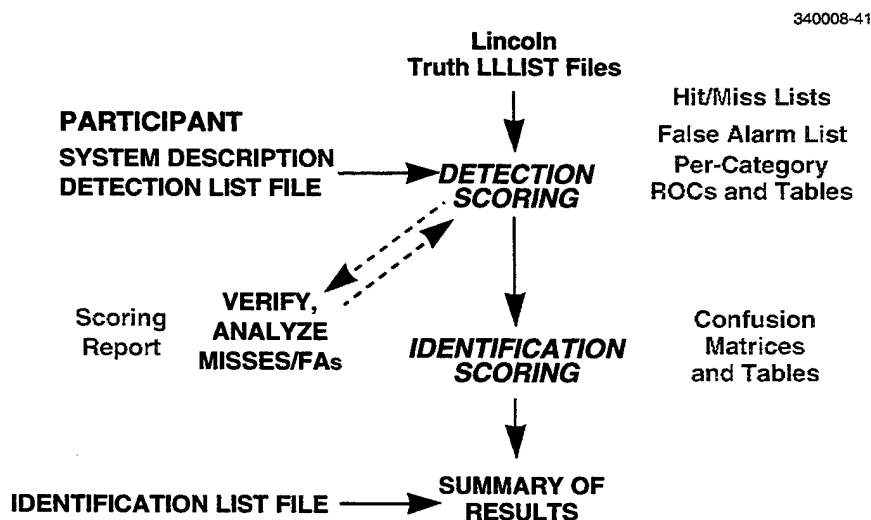 340008-41
Lincoln
Truth LLLIST Files
Hit/Miss Lists
False Alarm List
Per-Category
ROCs and Tables
PARTICIPANT
SYSTEM DESCRIPTION
DETECTION LIST FILE
DETECTION
SCORING
Scoring
Report
VERIFY,
ANALYZE
MISSES/FAs
IDENTIFICATION
SCORING
Confusion
Matrices
and Tables
IDENTIFICATION LIST FILE
SUMMARY OF
RESULTS